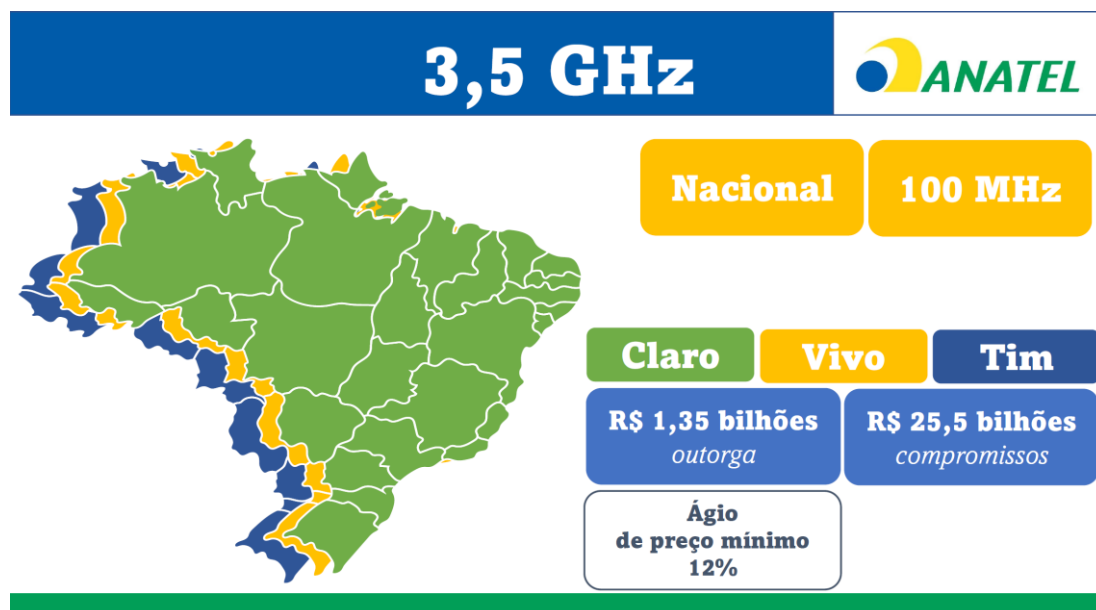 3,5 GHz
ANATEL
Nacional
100 MHz
Claro
Vivo
Tim
R$ 1,35 bilhões
outorga
R$ 25,5 bilhões
compromissos
Ágio
de preço mínimo
12%